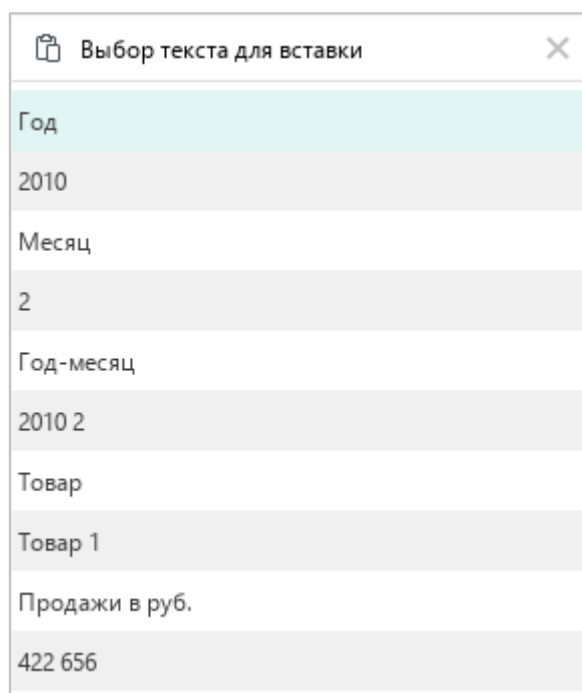 Выбор текста для вставки
Год
2010
Месяц
2
Год-месяц
2010 2
Товар
Товар 1
Продажи в руб.
422 656